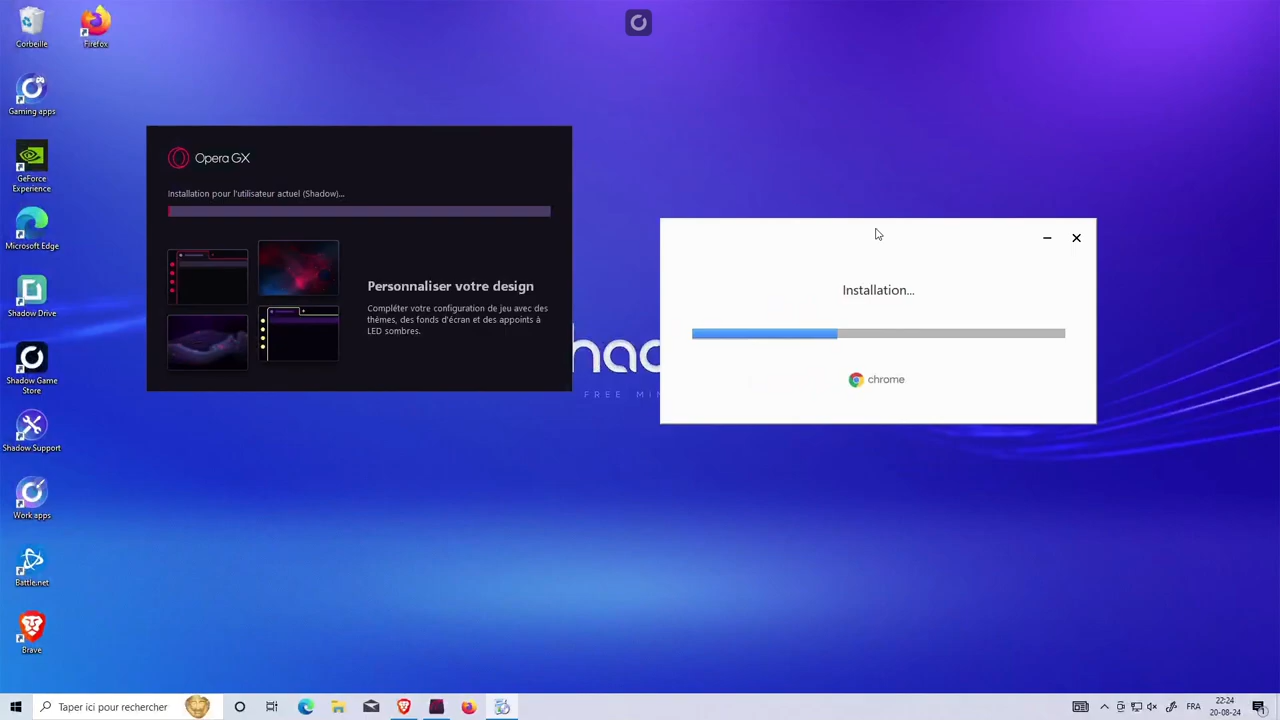 Corbeille
Firefox
Gaming apps
GeForce
Experience
Microsoft Edge
Shadow Drive
Shadow Game
Store
Shadow Support
Work apps
Battle.net
Brave
Opera GX
Installation pour l'utilisateur actuel (Shadow)...
Personnaliser votre design
Compléter votre configuration de jeu avec des
thèmes, des fonds d'écran et des appoints à
LED sombres.
Installation...
chrome
FREE
Taper ici pour rechercher
FRA
22:24
20-08-24
1